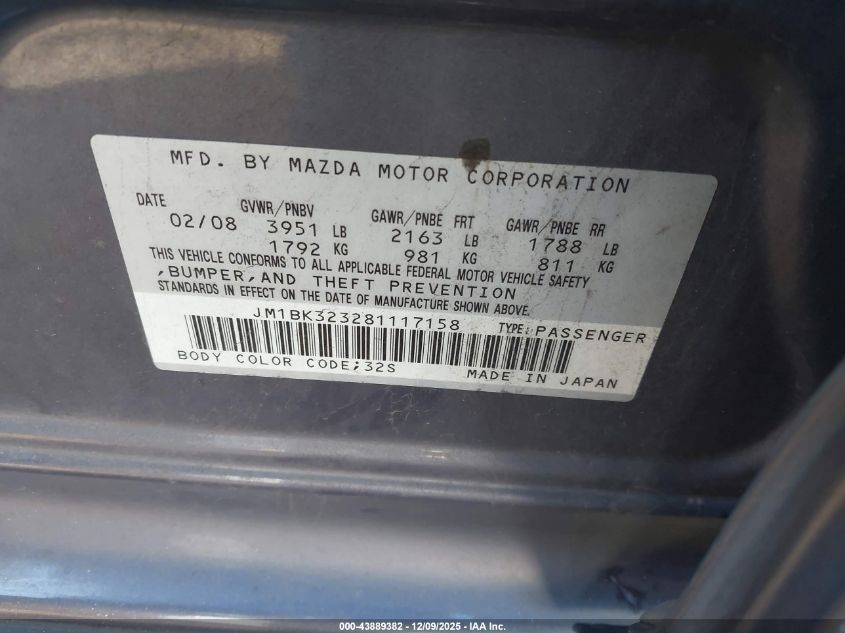 MFD. BY MAZDA MOTOR CORPORATION
DATE GVWR/PNBV GAWR/PNBE FRT GAWR/PNBE RR
02/08 3951 LB 2163 LB 1788 LB
1792 KG 981 KG 811 KG
THIS VEHICLE CONFORMS TO ALL APPLICABLE FEDERAL MOTOR VEHICLE SAFETY
,BUMPER,AND THEFT PREVENTION
STANDARDS IN EFFECT ON THE DATE OF MANUFACTURE SHOWN ABOVE.
JM1BK323281117158 TYPE: PASSENGER
BODY COLOR CODE;32S MADE IN JAPAN
000-43889382 - 12/09/2025 - IAA Inc.